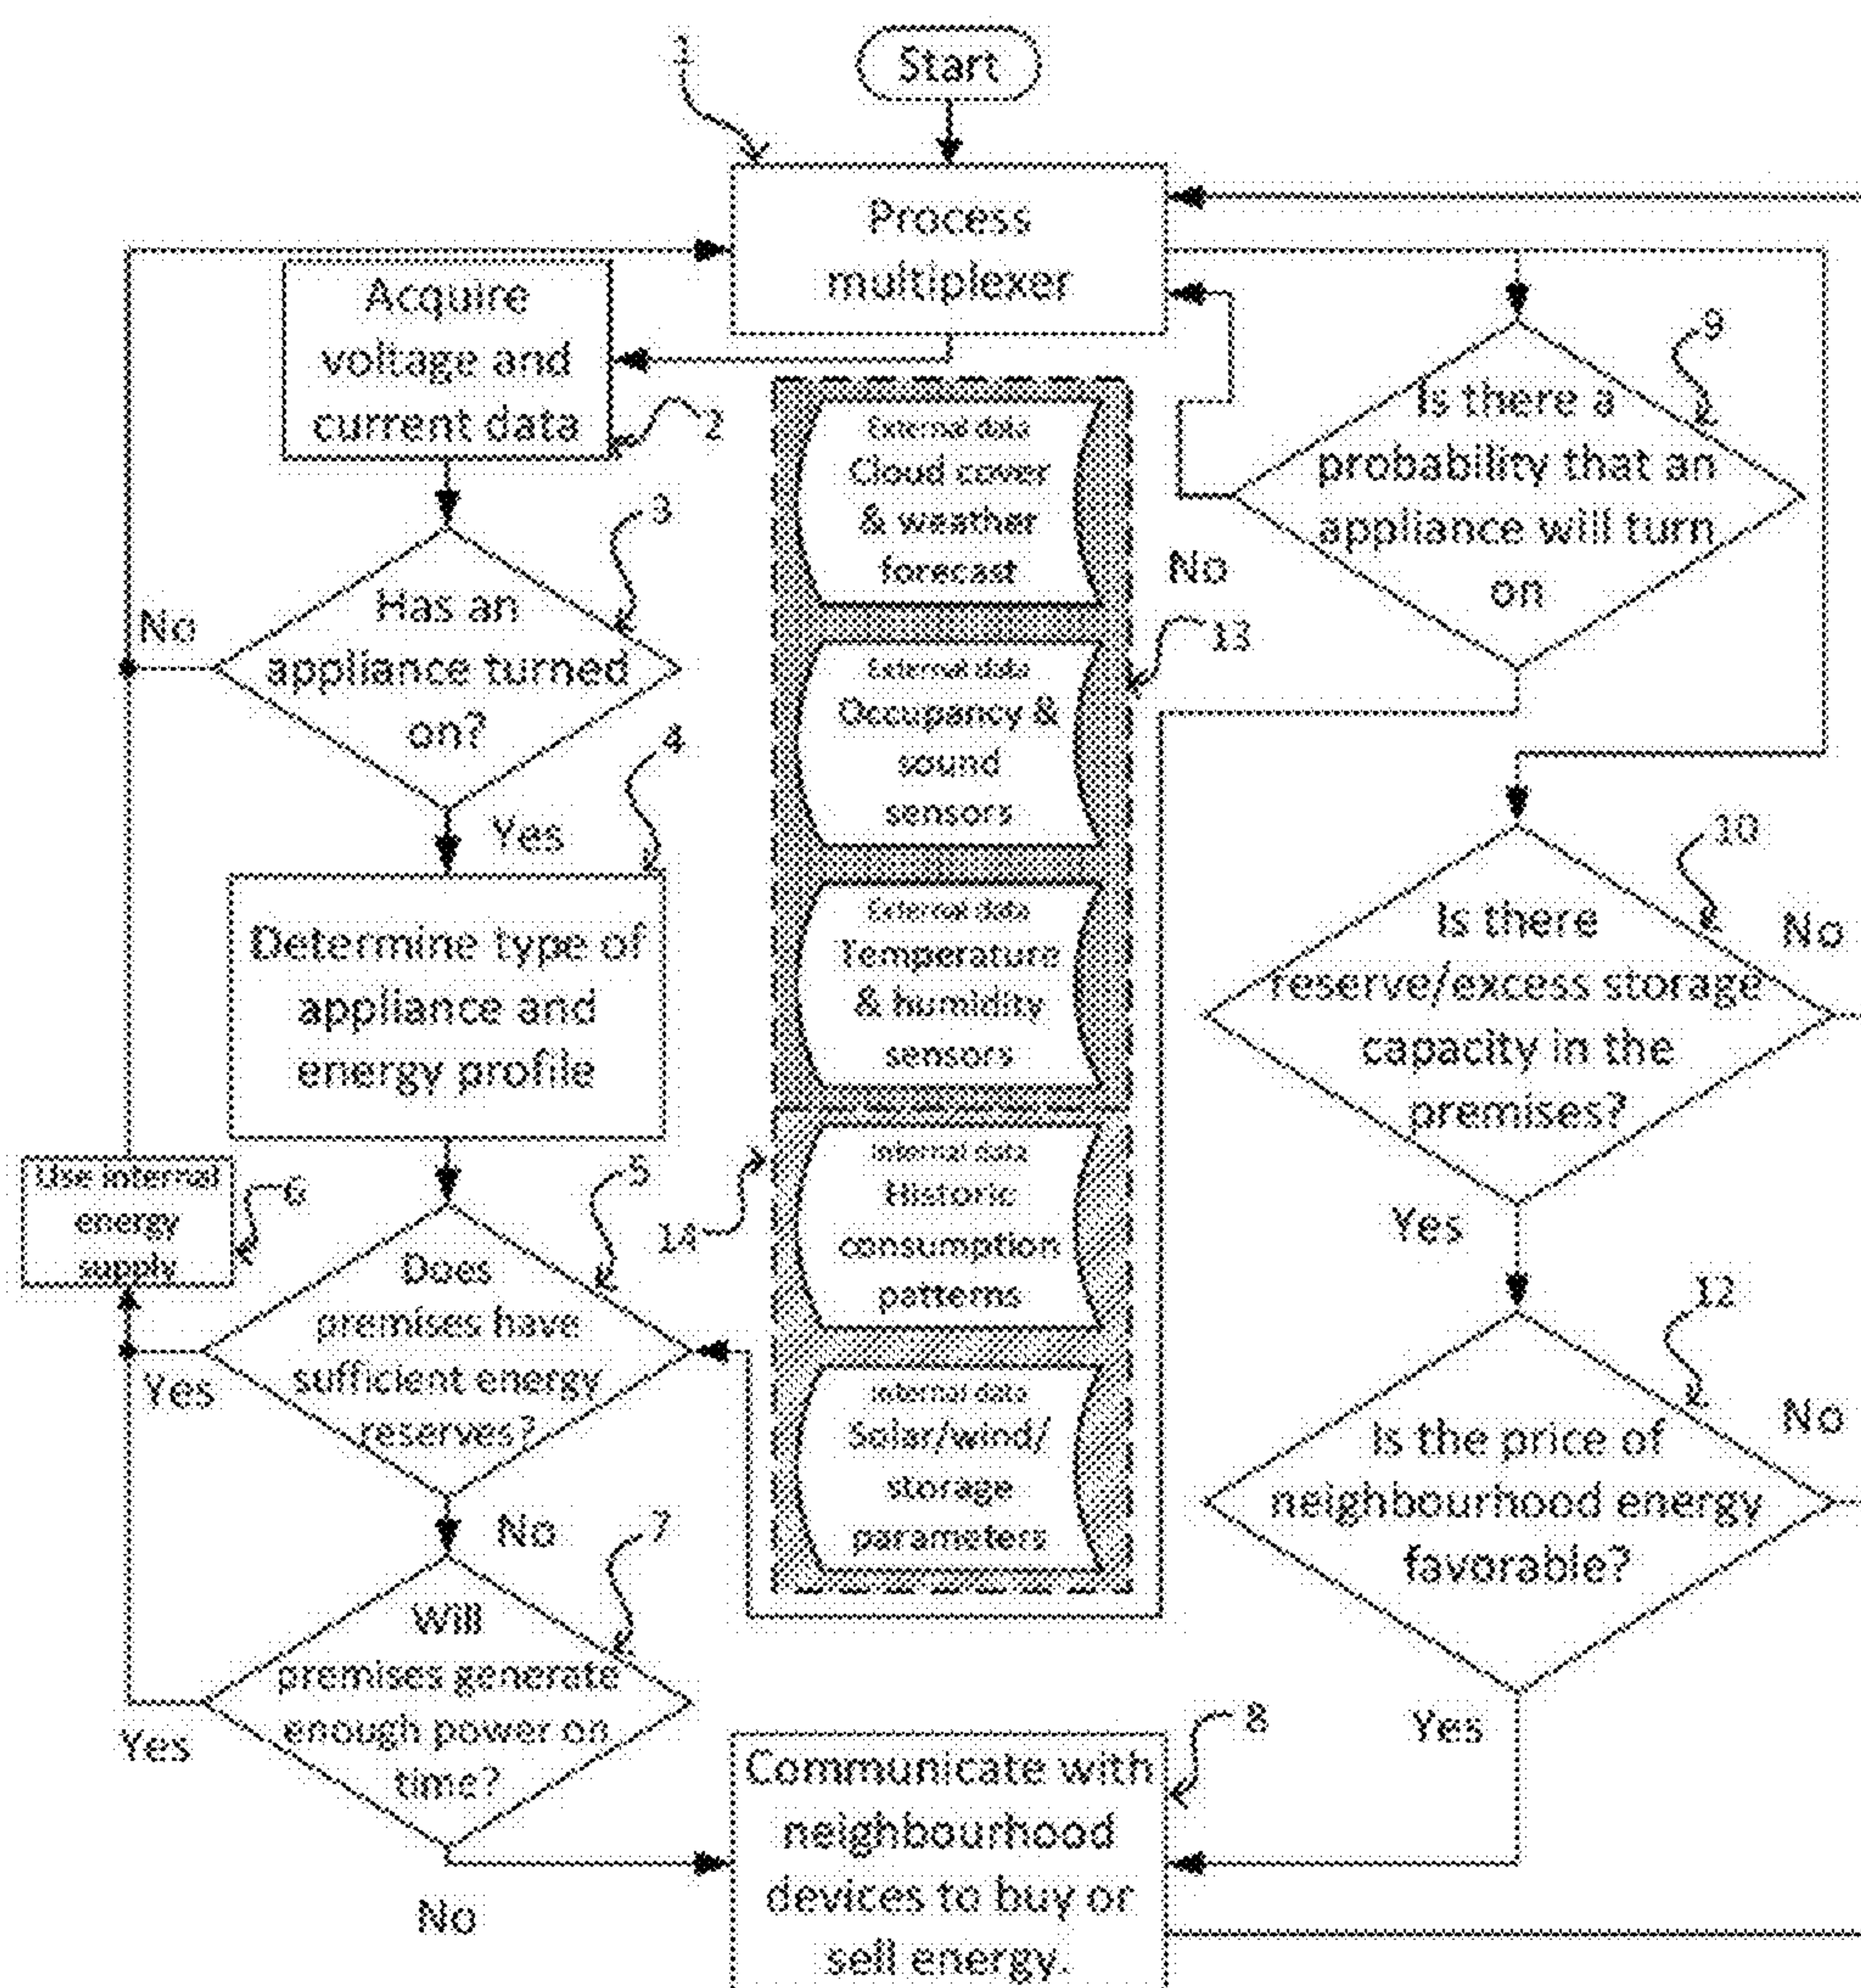 1
Start
Process
multiplexer
Acquire
voltage and
current data
2
3
Has an
appliance turned
on?
No
Yes
4
Determine type of
appliance and
energy profile
Use internal
energy
supply
6
5
Does
premises have
sufficient energy
reserves?
Yes
No
7
Will
premises generate
enough power on
time?
Yes
No
External data
Cloud cover
& weather
forecast
External data
Occupancy &
sound
sensors
13
External data
Temperature
& humidity
sensors
14
Internal data
Historic
consumption
patterns
Internal data
Solar/wind/
storage
parameters
8
Communicate with
neighbourhood
devices to buy or
sell energy.
9
Is there a
probability that an
appliance will turn
on
No
10
Is there
reserve/excess storage
capacity in the
premises?
No
Yes
12
Is the price of
neighbourhood energy
favorable?
No
Yes